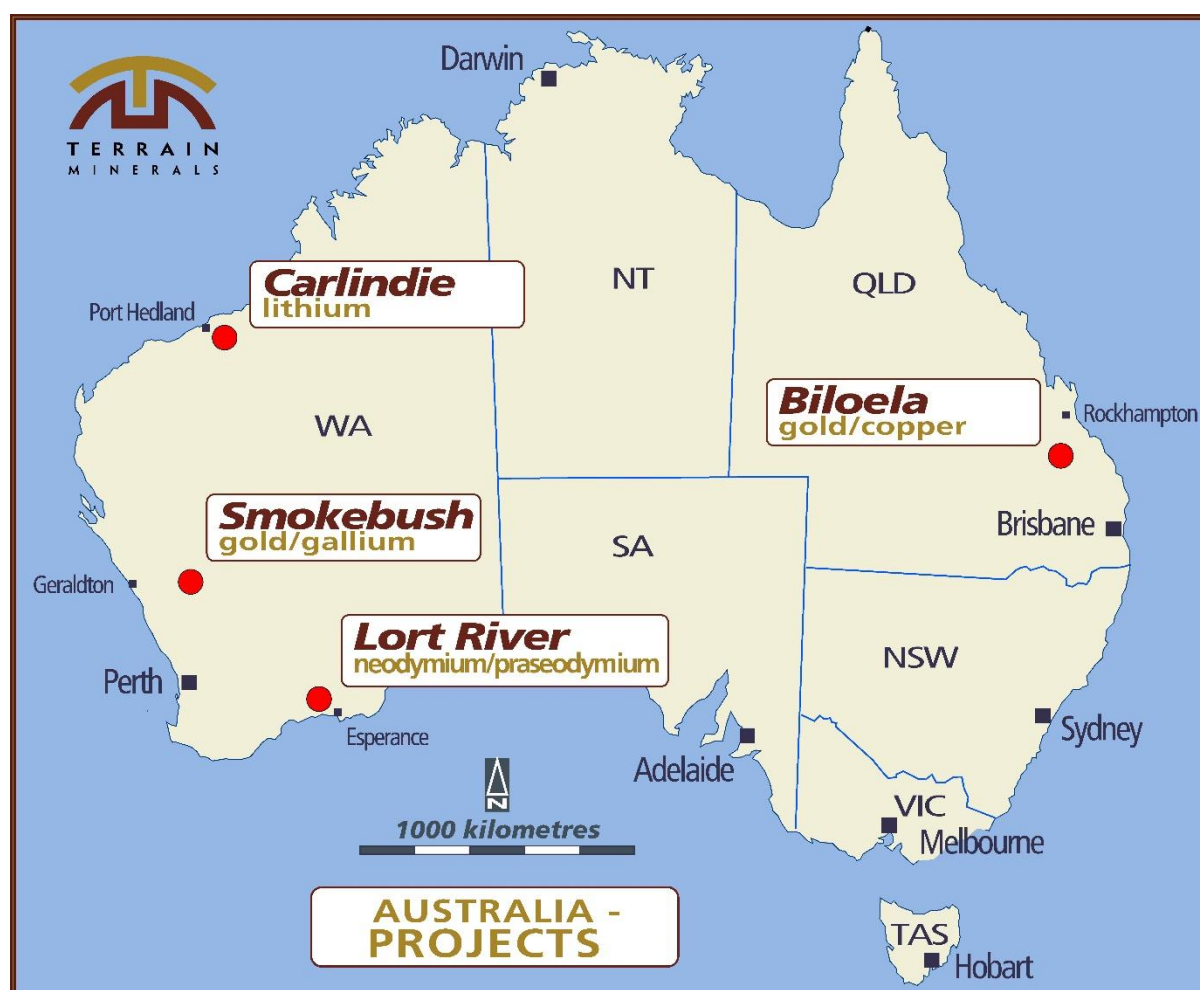 TERRAIN
MINERALS
Darwin
Carlindie
lithium
NT
QLD
Port Hedland
WA
Biloela
gold/copper
Rockhampton
Smokebush
gold/gallium
SA
Brisbane
Geraldton
Lort River
neodymium/praseodymium
NSW
Perth
Esperance
Sydney
Adelaide
N
VIC
1000 kilometres
Melbourne
AUSTRALIA -
PROJECTS
TAS
Hobart